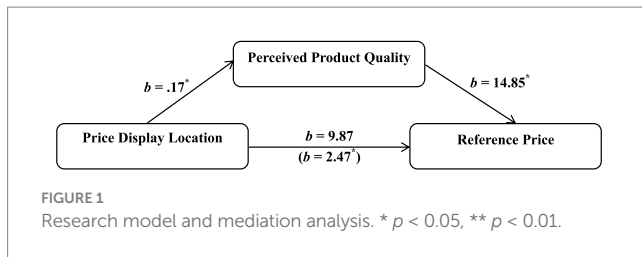 Perceived Product Quality
b = .17*
b = 14.85*
Price Display Location
b = 9.87
(b = 2.47*)
Reference Price
FIGURE 1
Research model and mediation analysis. * p < 0.05, ** p < 0.01.